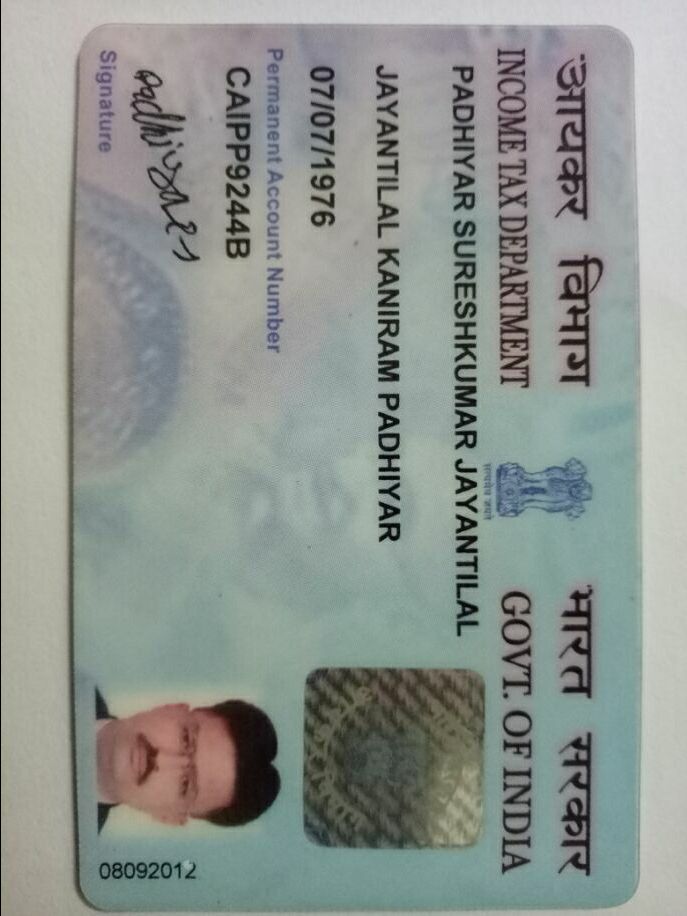 आयकर विभाग
INCOME TAX DEPARTMENT
भारत सरकार
GOVT. OF INDIA
सत्यमेव जयते
PADHIYAR SURESHKUMAR JAYANTILAL
JAYANTILAL KANIRAM PADHIYAR
07/07/1976
Permanent Account Number
CAIPP9244B
Signature
08092012